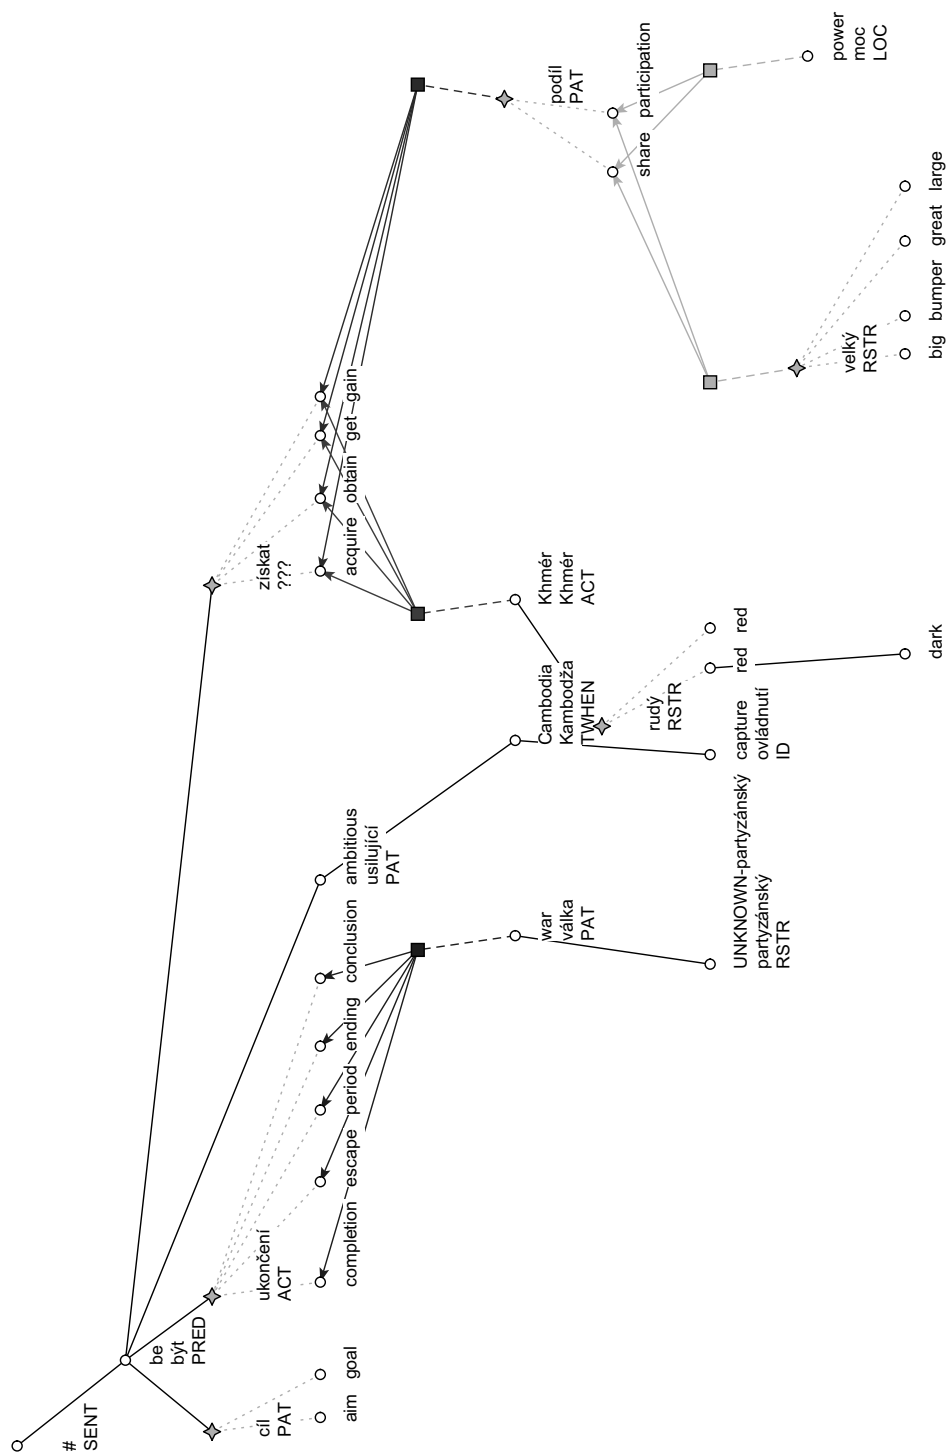 #
SENT
be
být
PRED
cíl
PAT
aim
goal
ukončení
ACT
completion
escape
period
ending
conclusion
war
válka
PAT
UNKNOWN-partyzánský
partyzánský
RSTR
ambitious
usilující
PAT
Cambodia
Kambodža
TWHEN
capture
ovládnutí
ID
získat
???
acquire
obtain
get
gain
Khmér
Khmér
ACT
rudý
RSTR
red
red
dark
podíl
PAT
share
participation
velký
RSTR
big
bumper
great
large
power
moc
LOC